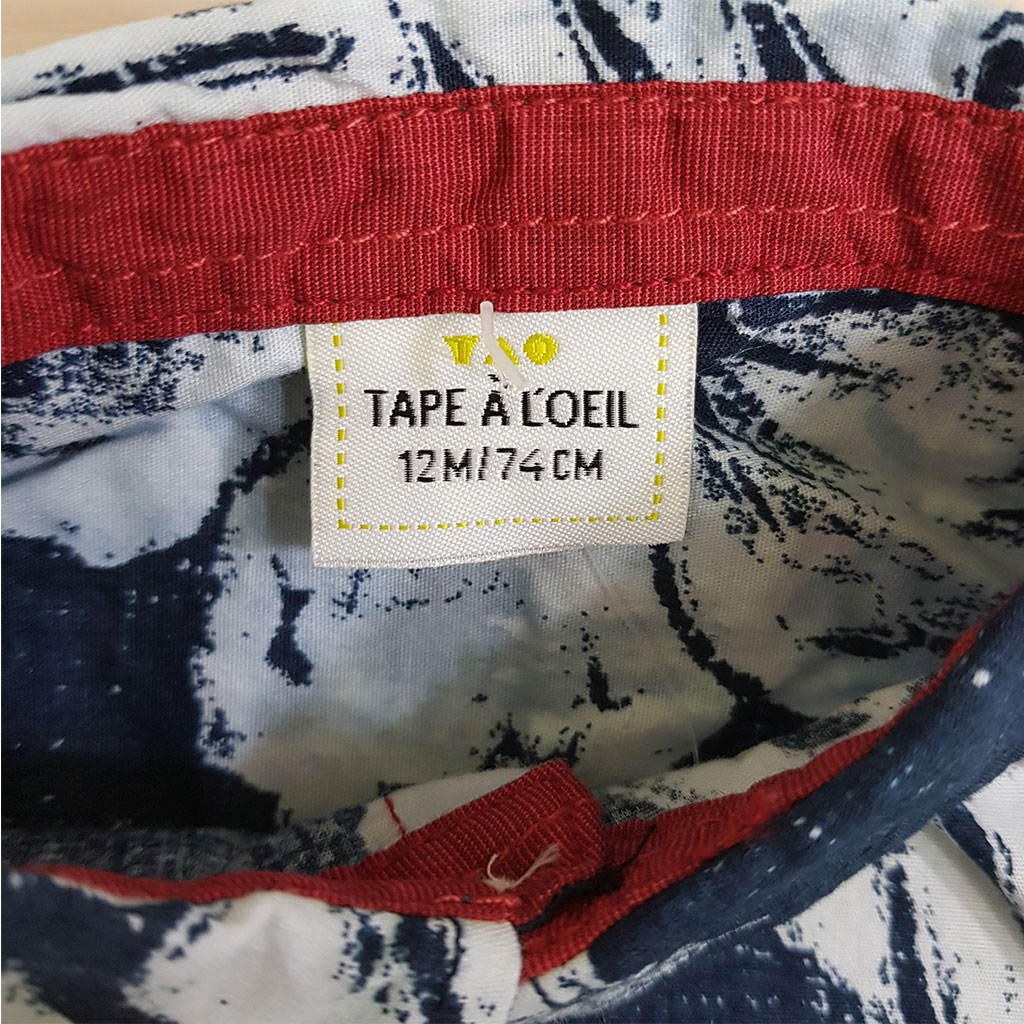 TAO
TAPE À L'OEIL
12M/74CM